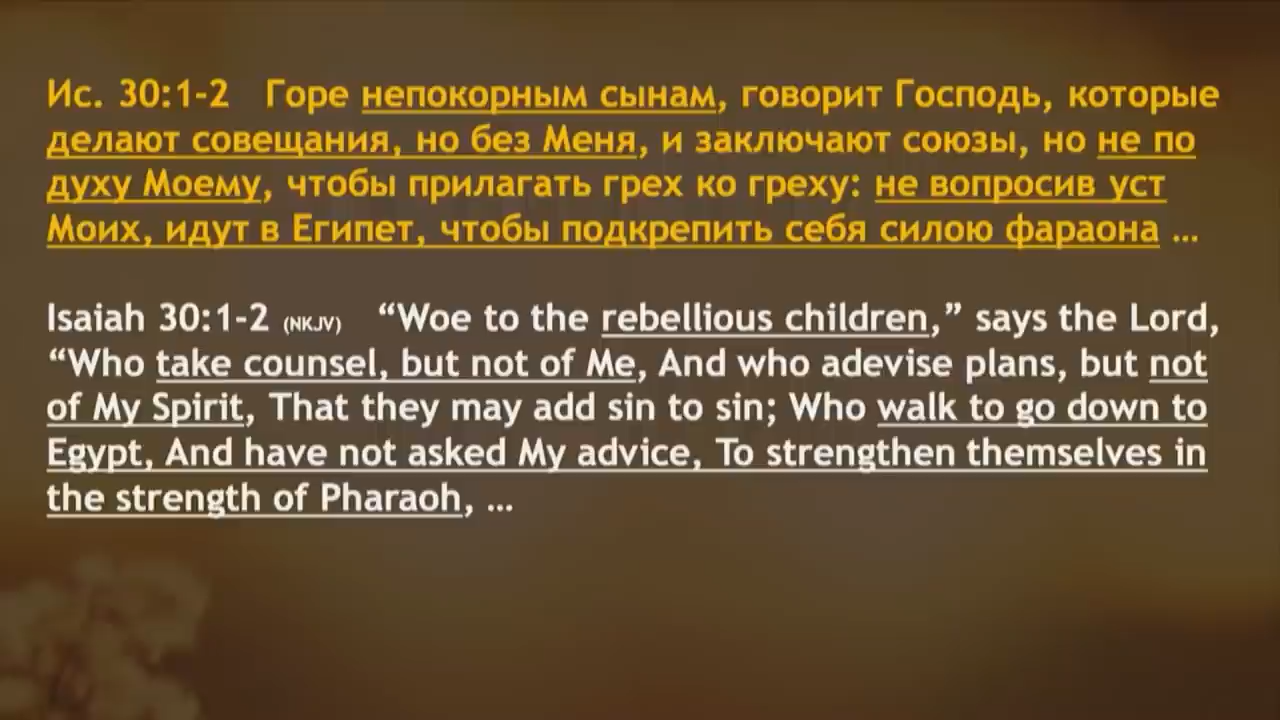 Ис. 30:1-2 Горе непокорным сынам, говорит Господь, которые
делают совещания, но без Меня, и заключают союзы, но не по
духу Моему, чтобы прилагать грех ко греху: не вопросив уст
Моих, идут в Египет, чтобы подкрепить себя силою фараона ...
Isaiah 30:1-2 (NKJV) “Woe to the rebellious children,” says the Lord,
“Who take counsel, but not of Me, And who adevise plans, but not
of My Spirit, That they may add sin to sin; Who walk to go down to
Egypt, And have not asked My advice, To strengthen themselves in
the strength of Pharaoh, ...